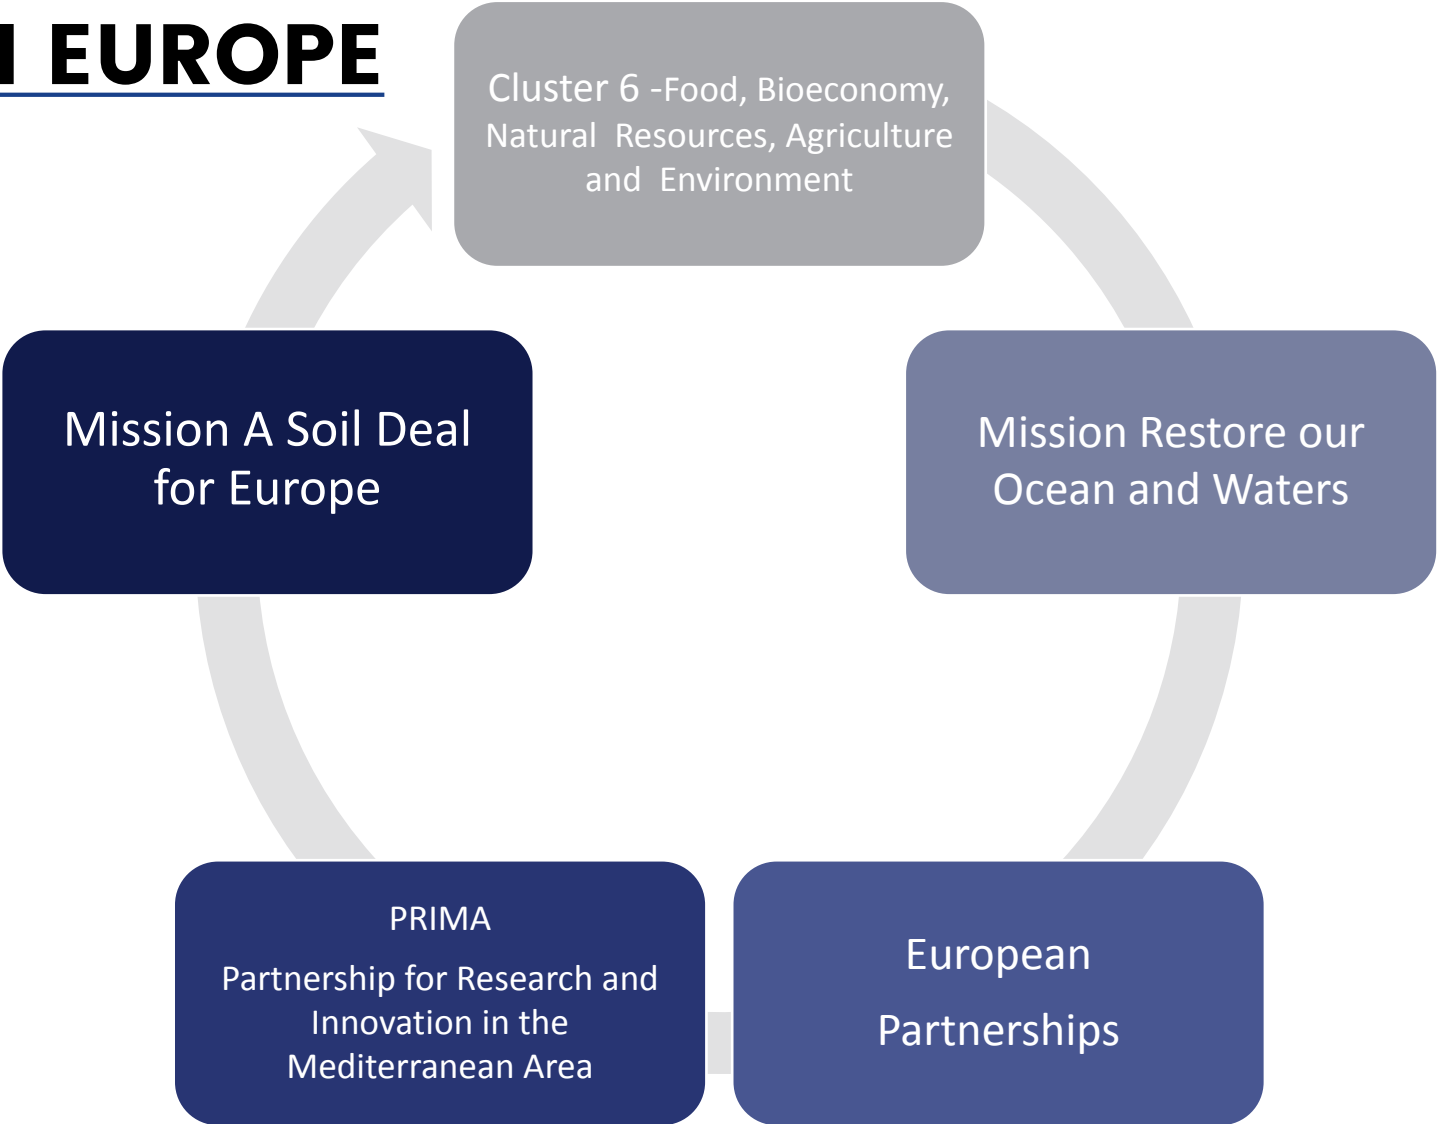 EUROPE
Cluster 6 -Food, Bioeconomy,
Natural Resources, Agriculture
and Environment
Mission A Soil Deal
for Europe
Mission Restore our
Ocean and Waters
PRIMA
Partnership for Research and
Innovation in the
Mediterranean Area
European
Partnerships